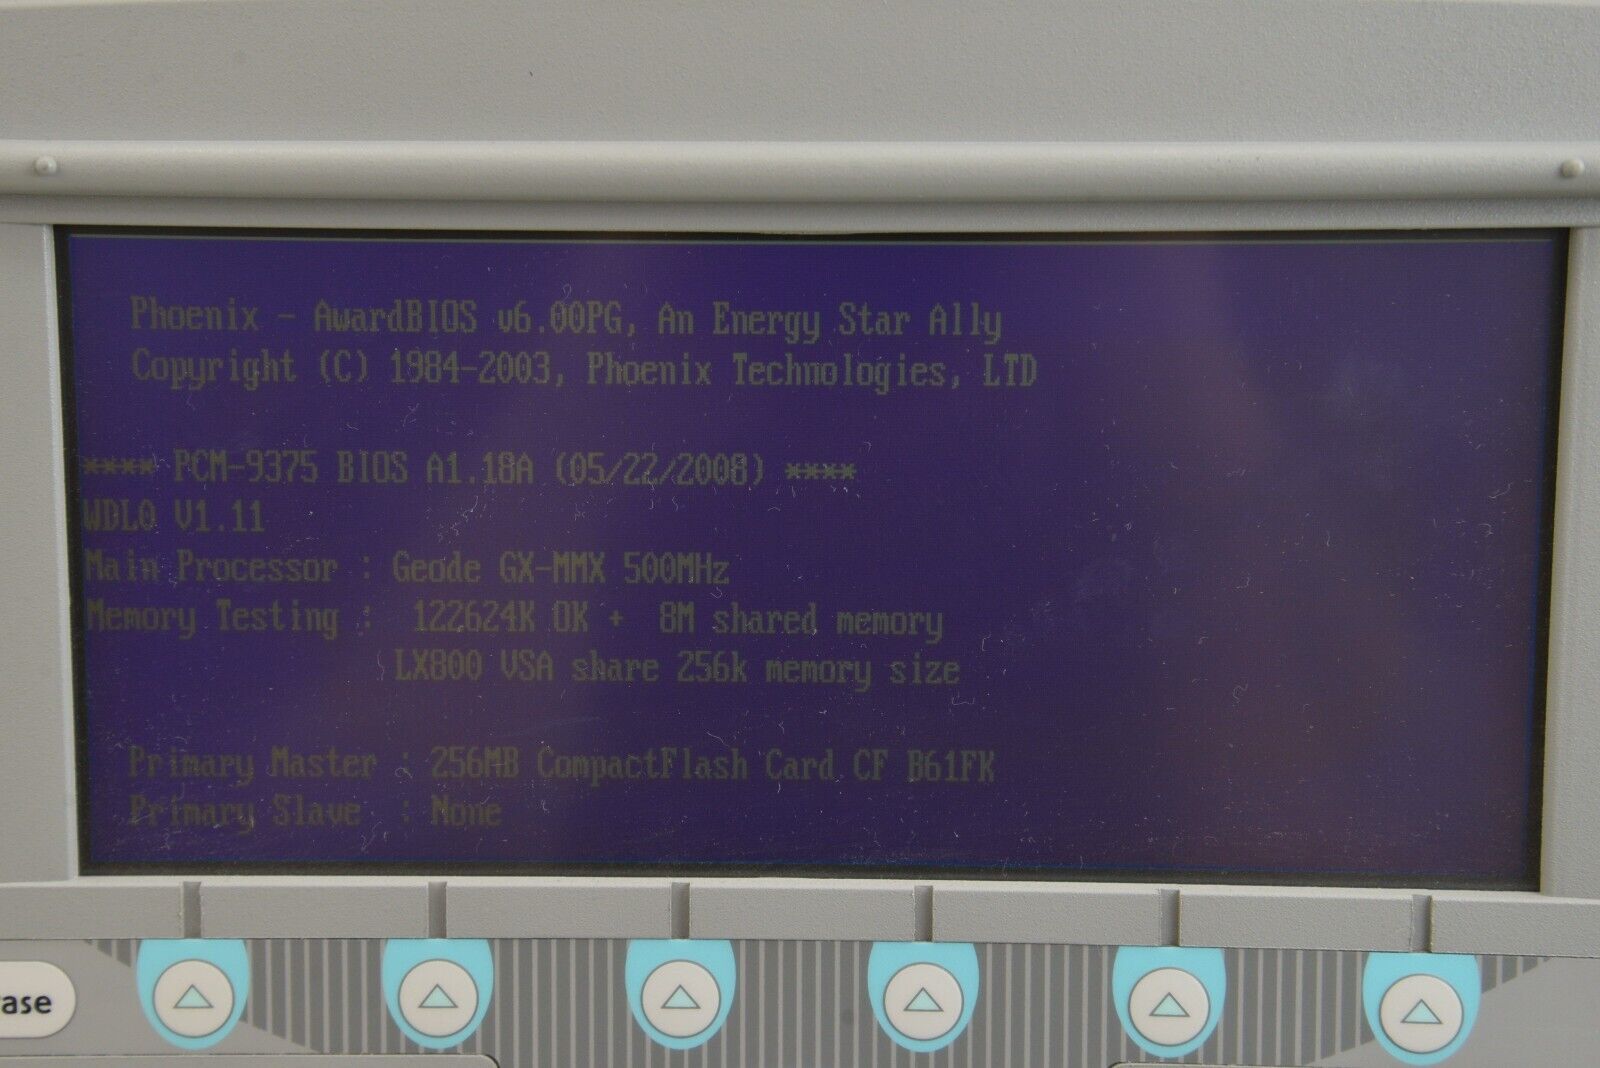 Phoenix - AwardBIOS v6.00PG, An Energy Star Ally
Copyright (C) 1984-2003, Phoenix Technologies, LTD
**** PCM-9375 BIOS A1.18A (05/22/2008) ****
WDL0 V1.11
Main Processor : Geode GX-MMX 500MHz
Memory Testing :  122624K OK +  8M shared memory
LX800 VSA share 256k memory size
Primary Master : 256MB CompactFlash Card CF B61FK
Primary Slave  : None
ase